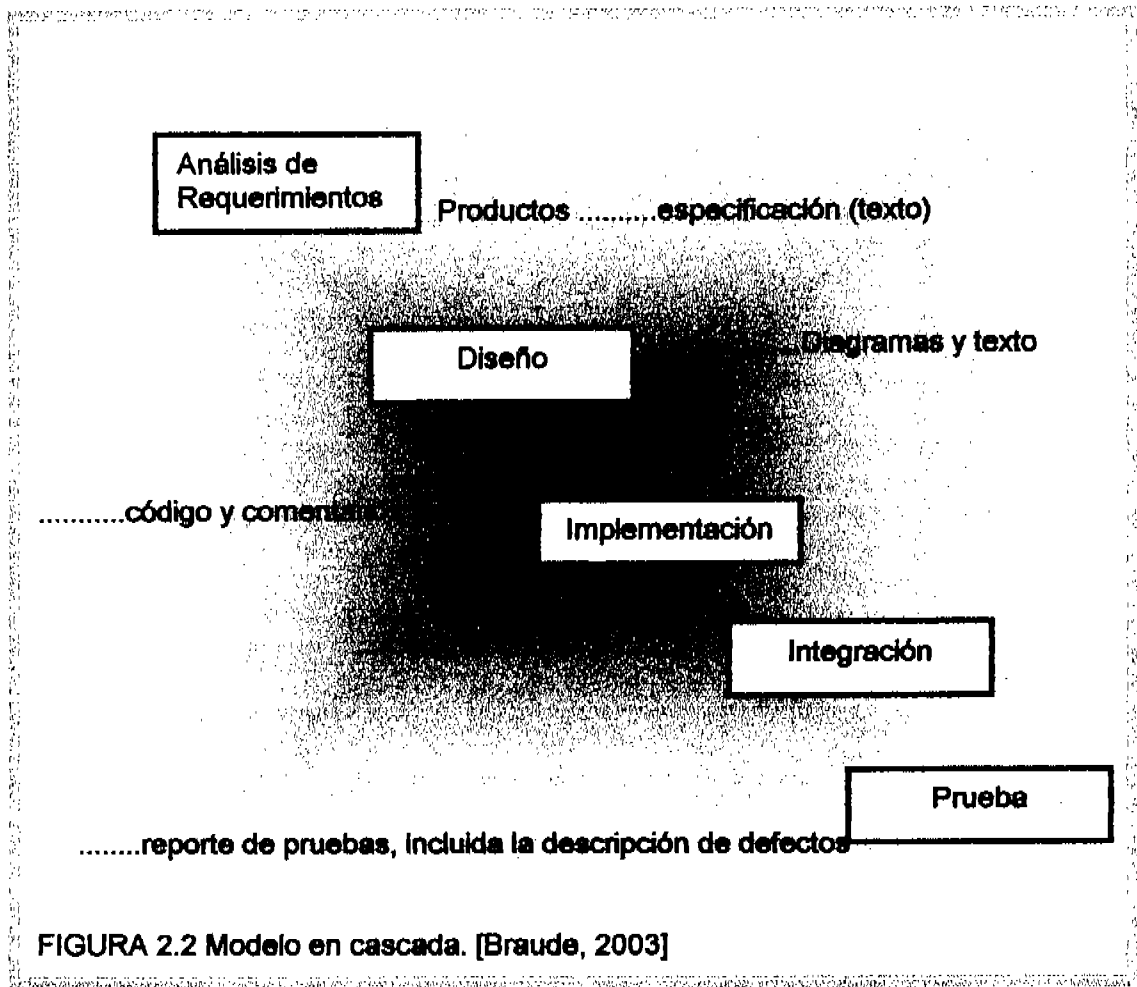 Análisis de
Requerimientos
Productos ..........especificación (texto)
Diseño
Diagramas y texto
...........código y
Implementación
Integración
Prueba
........reporte de pruebas, incluida la descripción de defectos
FIGURA 2.2 Modelo en cascada. [Braude, 2003]